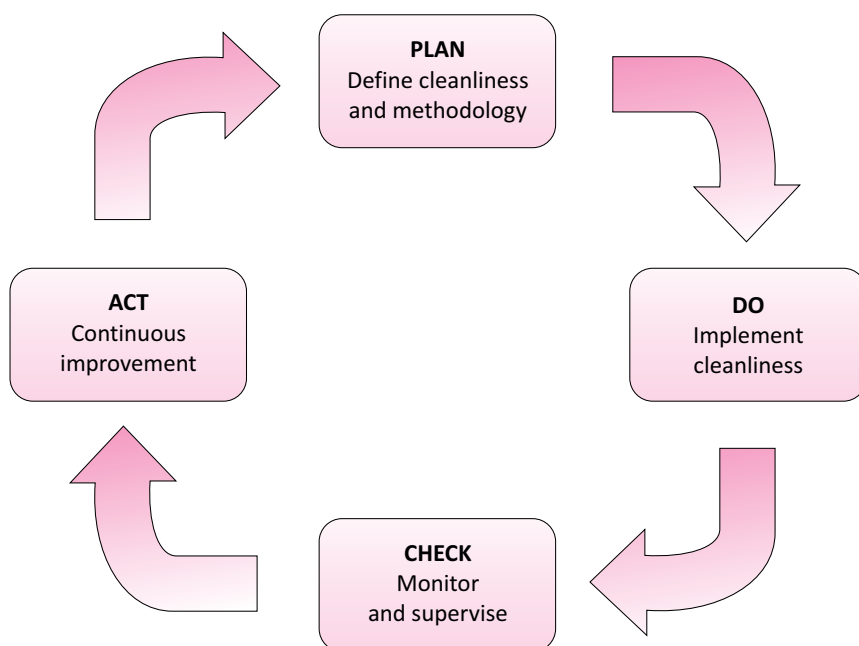 PLAN
Define cleanliness
and methodology
DO
Implement
cleanliness
CHECK
Monitor
and supervise
ACT
Continuous
improvement